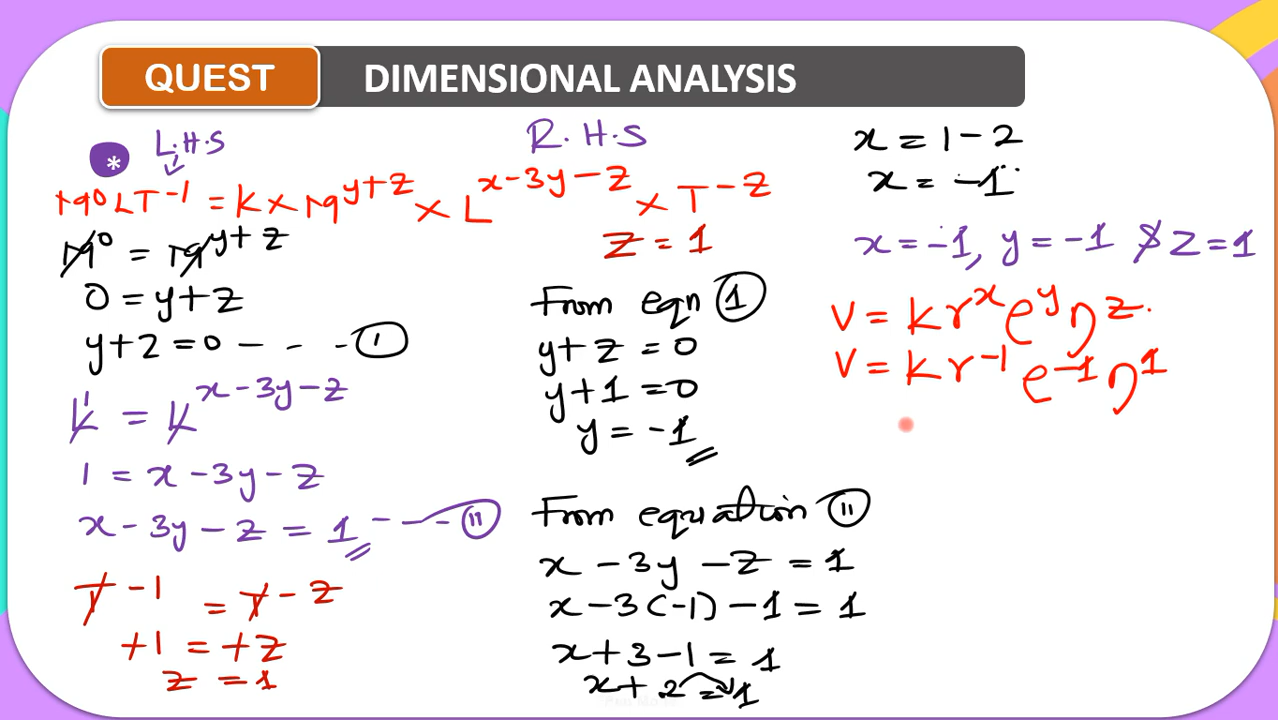 QUEST
DIMENSIONAL ANALYSIS
* L.H.S
R.H.S
M⁰LT⁻¹ = K × M^(y+z) × L^(x-3y-z) × T^(-z)
M⁰ = M^(y+z)
0 = y+z
y+z = 0 - - - (1)
L¹ = L^(x-3y-z)
1 = x-3y-z
x-3y-z = 1 - - - (11)
T⁻¹ = T^(-z)
+1 = +z
z = 1
z = 1
From eqn (1)
y+z = 0
y+1 = 0
y = -1
From equation (11)
x-3y-z = 1
x-3(-1)-1 = 1
x+3-1 = 1
x+2 = 1
x = 1-2
x = -1
x = -1, y = -1 & z = 1
V = k r^x e^y η^z.
V = k r⁻¹ e⁻¹ η¹